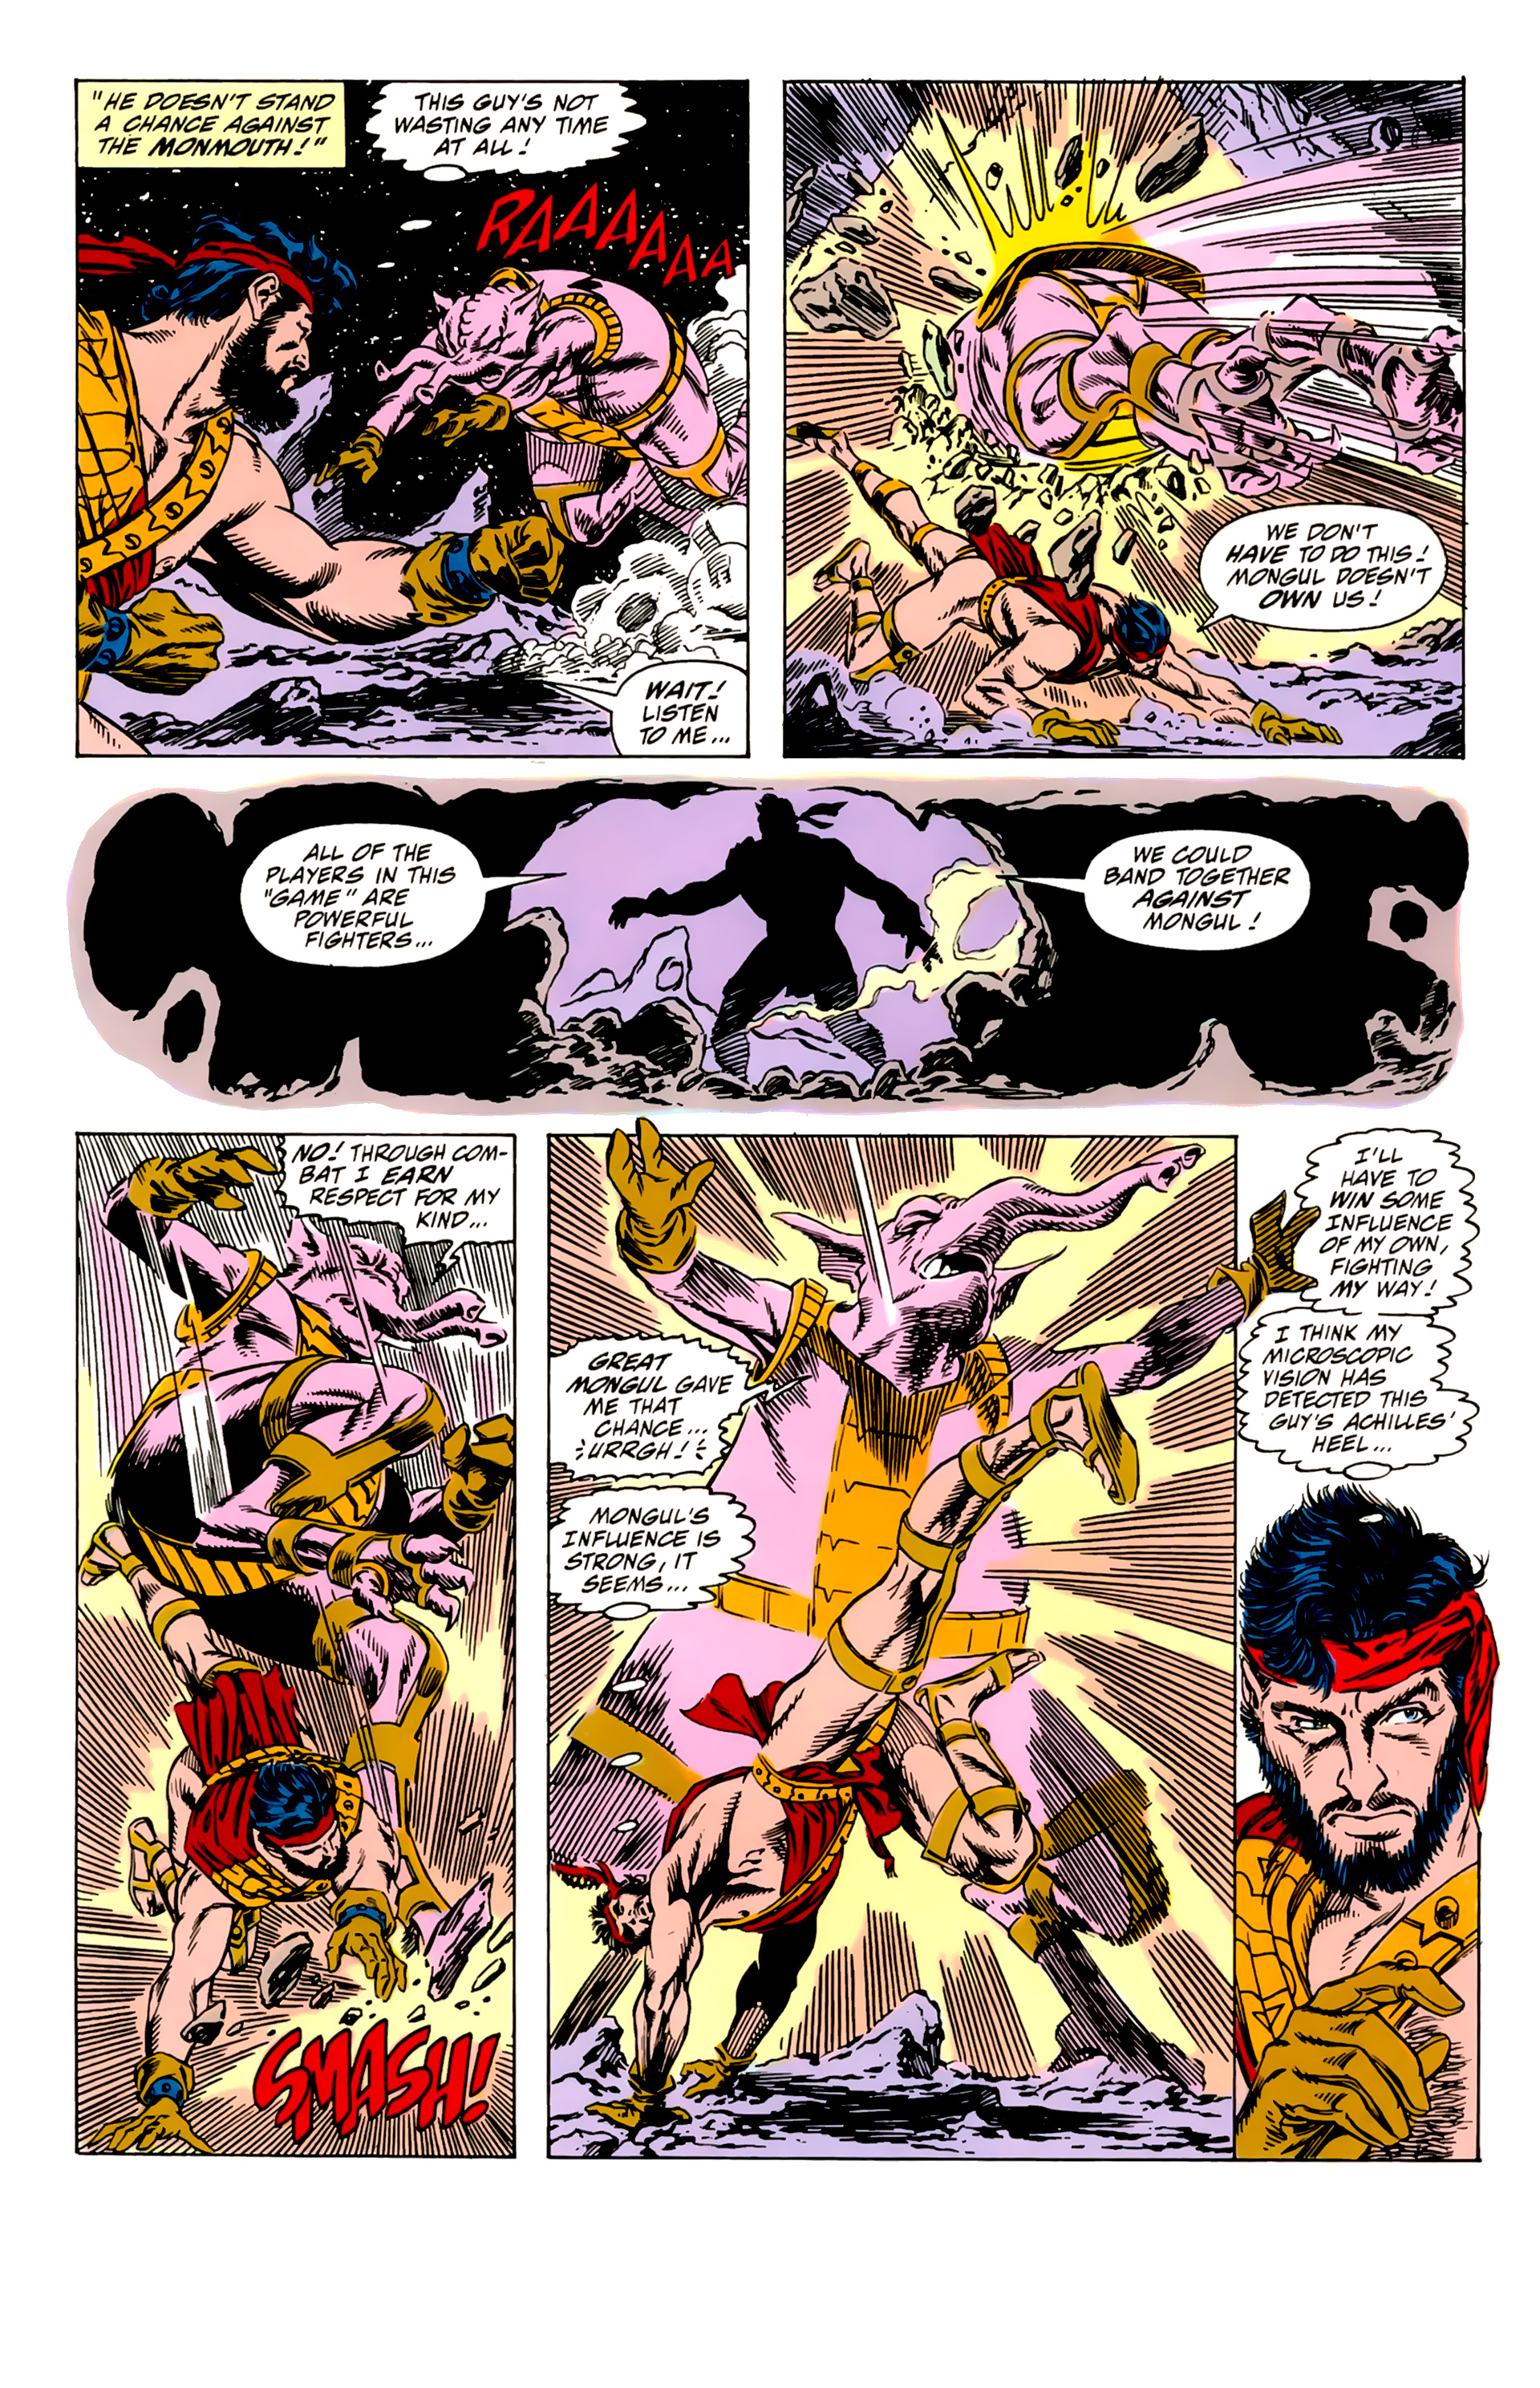 "HE DOESN'T STAND
A CHANCE AGAINST
THE MONMOUTH!"
THIS GUY'S NOT
WASTING ANY TIME
AT ALL!
RAAAAAAA
WAIT!
LISTEN
TO ME...
WE DON'T
HAVE TO DO THIS!
MONGUL DOESN'T
OWN US!
ALL OF THE
PLAYERS IN THIS
"GAME" ARE
POWERFUL
FIGHTERS...
WE COULD
BAND TOGETHER
AGAINST
MONGUL!
NO! THROUGH COM-
BAT I EARN
RESPECT FOR MY
KIND...
SMASH!
GREAT
MONGUL GAVE
ME THAT
CHANCE...
URRGH!
MONGUL'S
INFLUENCE IS
STRONG, IT
SEEMS...
I'LL
HAVE TO
WIN SOME
INFLUENCE
OF MY OWN,
FIGHTING
MY WAY!
I THINK MY
MICROSCOPIC
VISION HAS
DETECTED THIS
GUY'S ACHILLES'
HEEL...